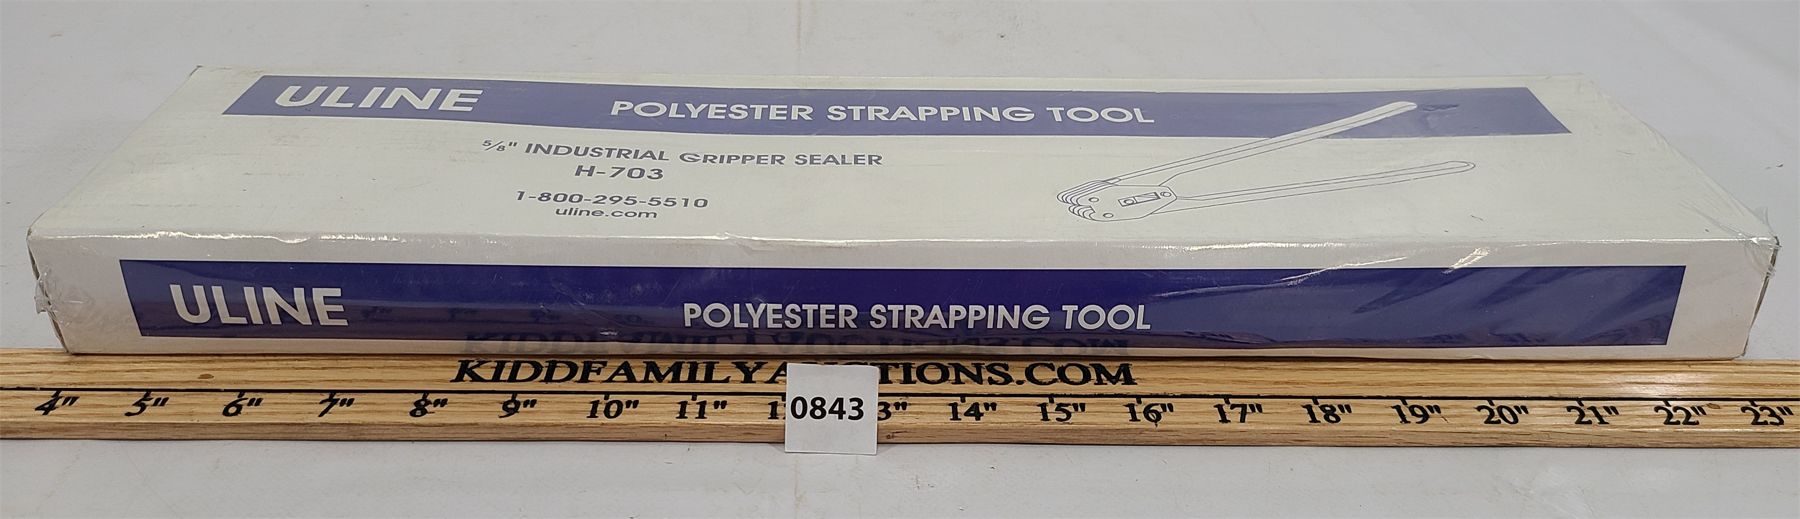 ULINE POLYESTER STRAPPING TOOL
5/8" INDUSTRIAL GRIPPER SEALER
H-703
1-800-295-5510
uline.com
ULINE POLYESTER STRAPPING TOOL
KIDDFAMILYAUCTIONS.COM
4" 5" 6" 7" 8" 9" 10" 11" 0843 14" 15" 16" 17" 18" 19" 20" 21" 22" 23"